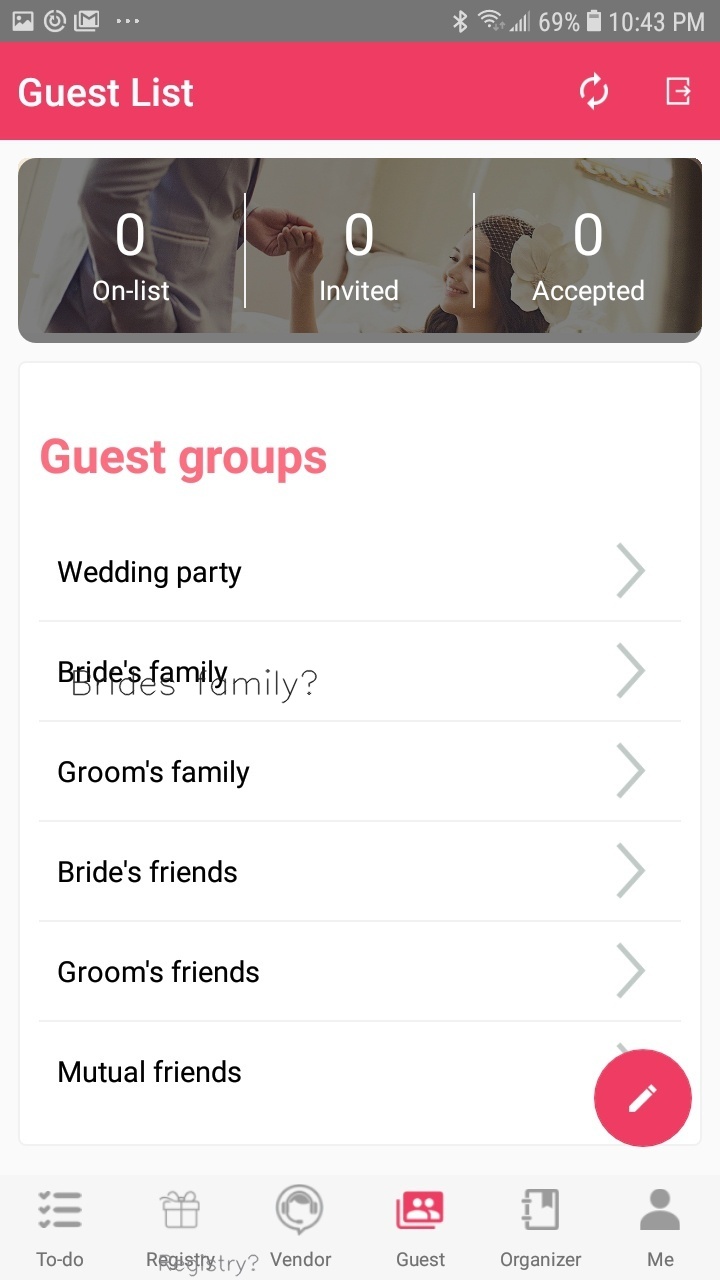 69% 10:43 PM
Guest List
0 0 0
On-list Invited Accepted
Guest groups
Wedding party
Bride's family
Brides family?
Groom's family
Bride's friends
Groom's friends
Mutual friends
To-do Registry Vendor Guest Organizer Me
Registry?